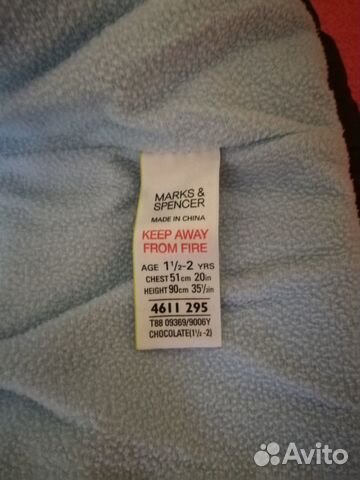 MARKS &
SPENCER
MADE IN CHINA
KEEP AWAY
FROM FIRE
AGE 1½-2 YRS
CHEST 51cm 20in
HEIGHT 90cm 35½in
4611 295
T88 09369/9006Y
CHOCOLATE(1½-2)
Avito